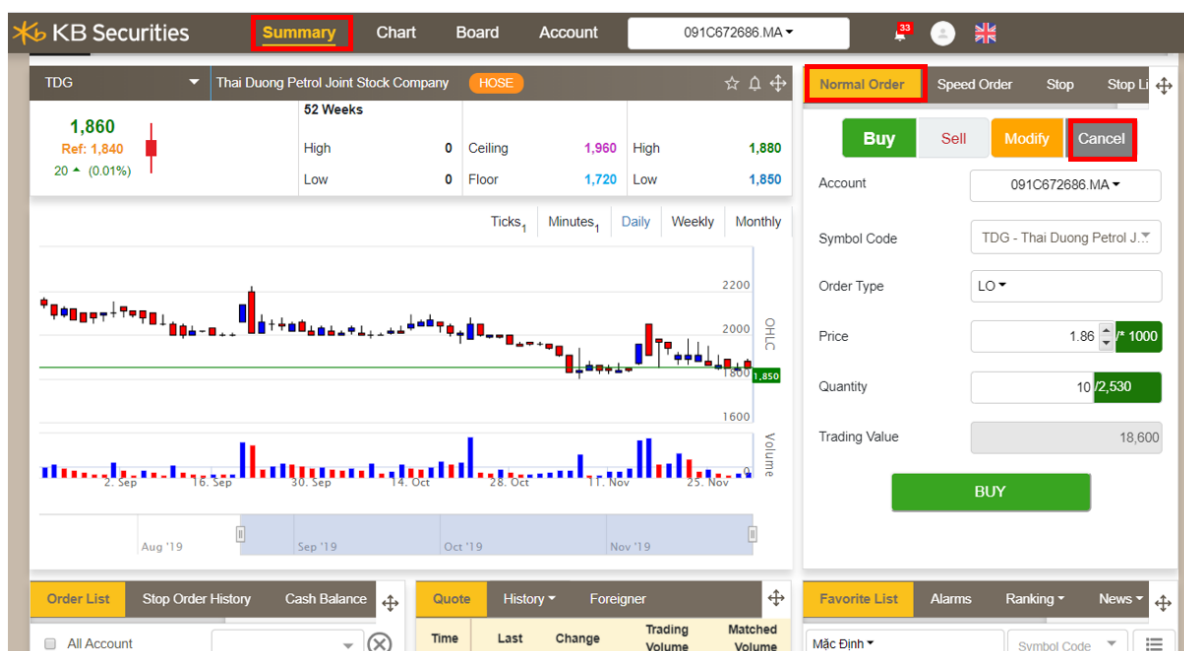 KB Securities Summary Chart Board Account 091C672686.MA 33
TDG Thai Duong Petrol Joint Stock Company HOSE
1,860
Ref: 1,840
20 (0.01%)
52 Weeks
High 0 Ceiling 1,960 High 1,880
Low 0 Floor 1,720 Low 1,850
Ticks1 Minutes1 Daily Weekly Monthly
2200
2000
1800 1,850
1600
OHLC
Volume
0
2. Sep 16. Sep 30. Sep 14. Oct 28. Oct 11. Nov 25. Nov
Aug '19 Sep '19 Oct '19 Nov '19
Normal Order Speed Order Stop Stop Li
Buy Sell Modify Cancel
Account 091C672686.MA
Symbol Code TDG - Thai Duong Petrol J...
Order Type LO
Price 1.86 /* 1000
Quantity 10 /2,530
Trading Value 18,600
BUY
Order List Stop Order History Cash Balance
All Account
Quote History Foreigner
Time Last Change Trading Volume Matched Volume
Favorite List Alarms Ranking News
Mặc Định Symbol Code